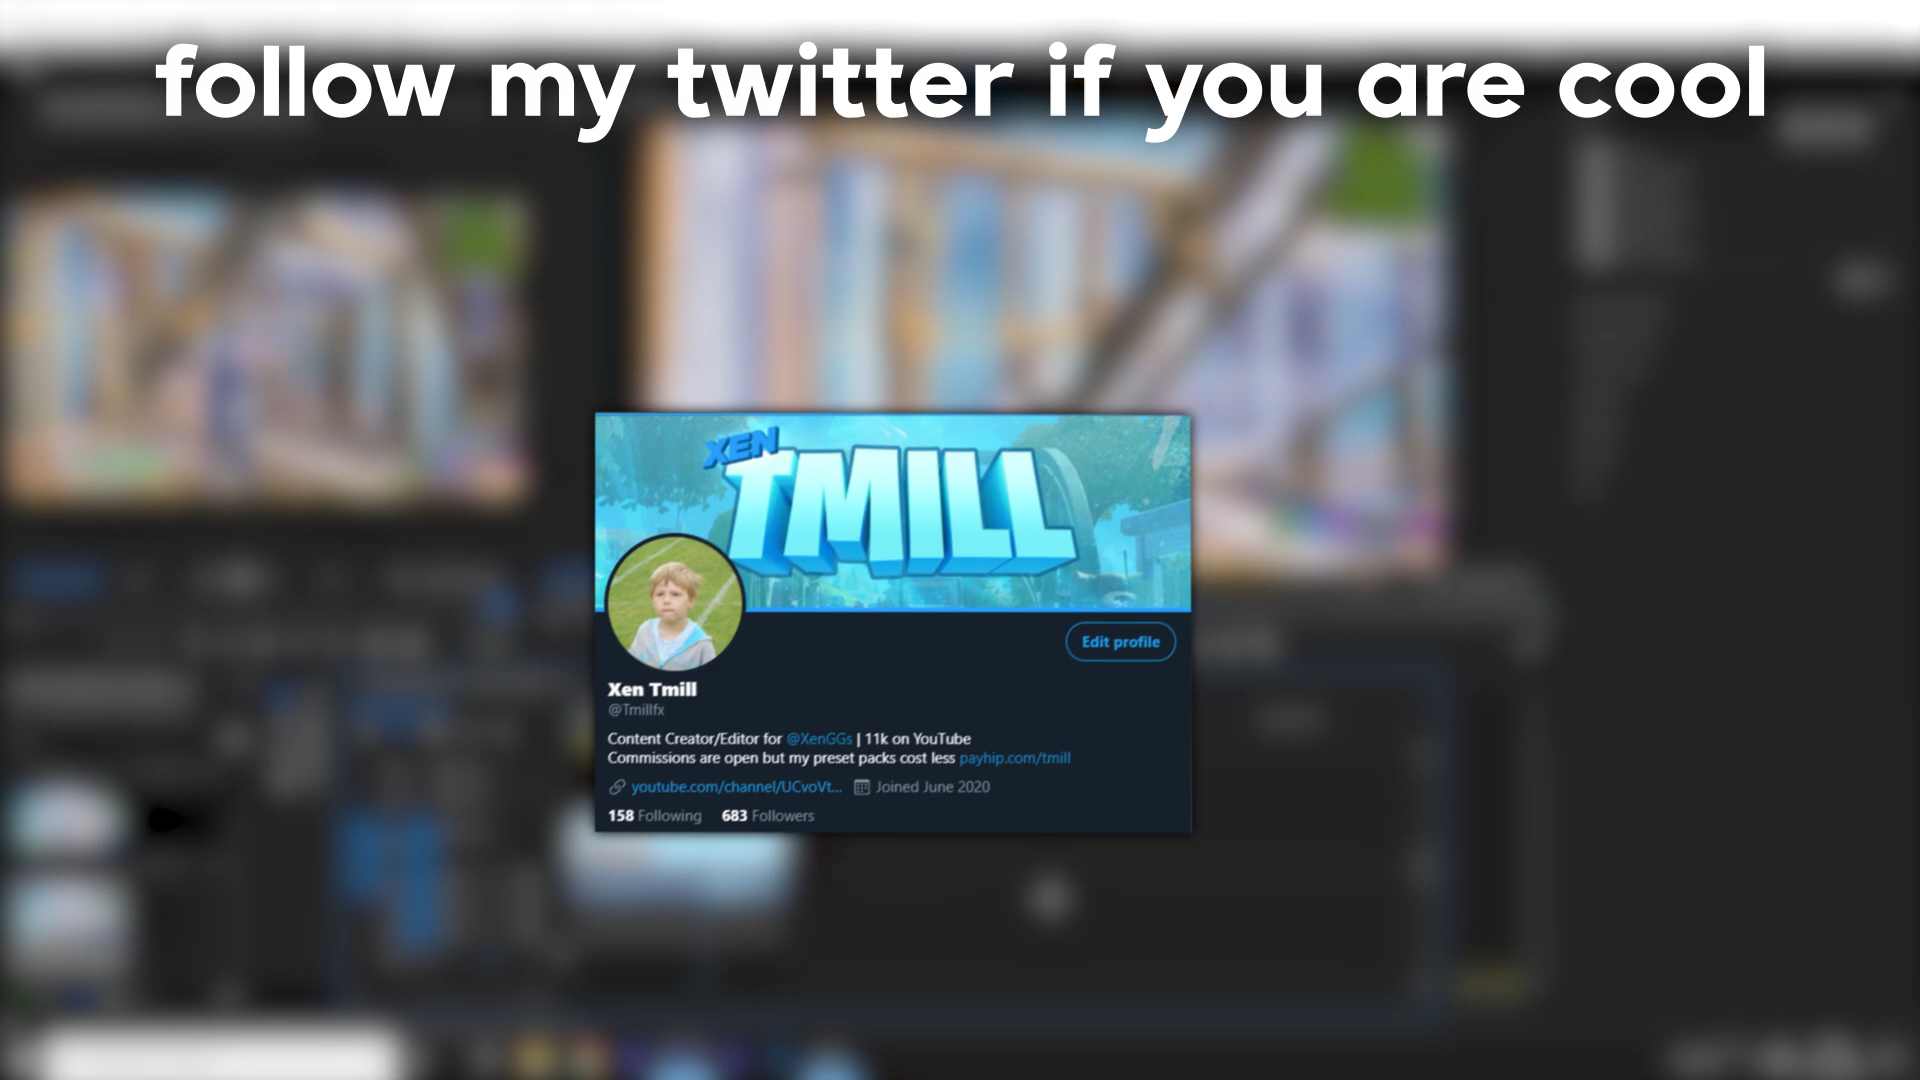 follow my twitter if you are cool
XEN
TMILL
Edit profile
Xen Tmill
@Tmillfx
Content Creator/Editor for @XenGGs | 11k on YouTube
Commissions are open but my preset packs cost less payhip.com/tmill
youtube.com/channel/UCvoVt... Joined June 2020
158 Following 683 Followers